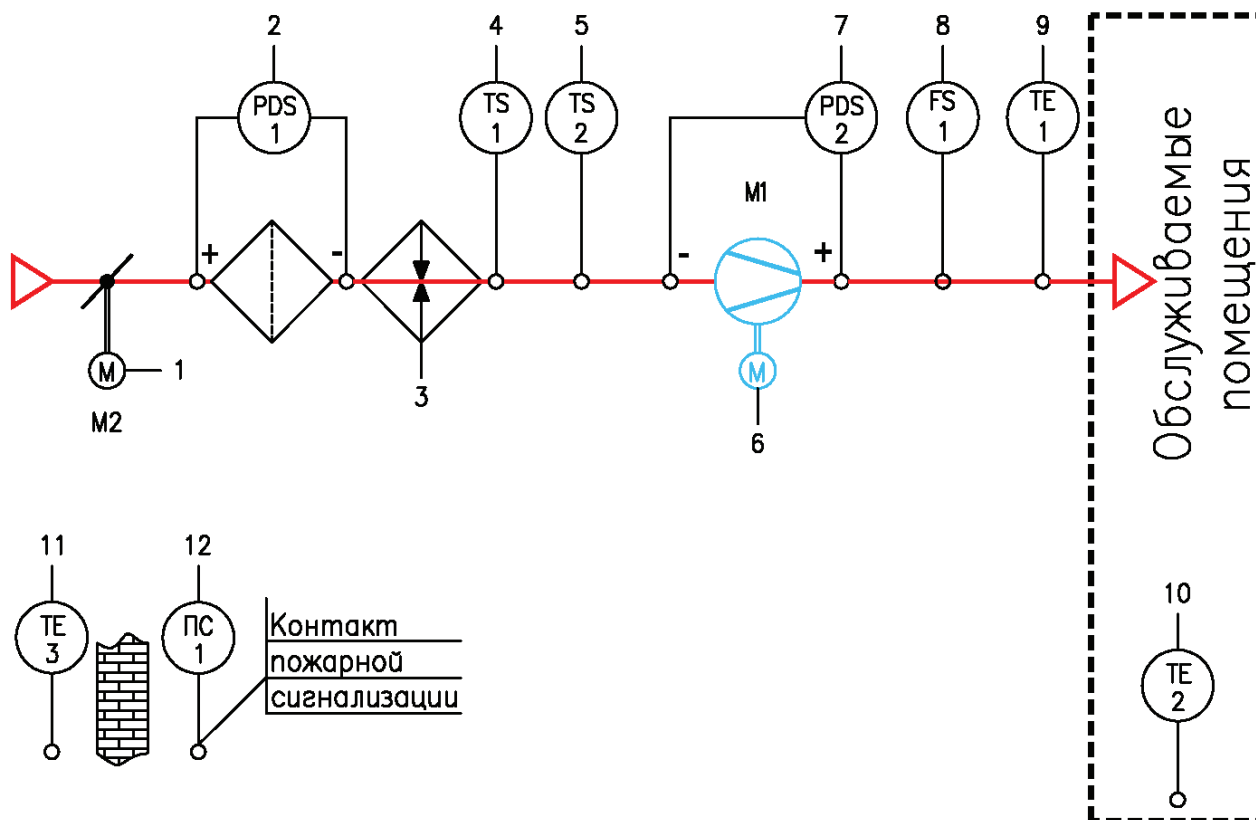 2
4
5
7
8
9
PDS
1
TS
1
TS
2
PDS
2
FS
1
TE
1
M1
+
-
-
+
M
1
M2
3
M
6
Обслуживаемые
помещения
11
12
TE
3
ПС
1
Контакт
пожарной
сигнализации
10
TE
2